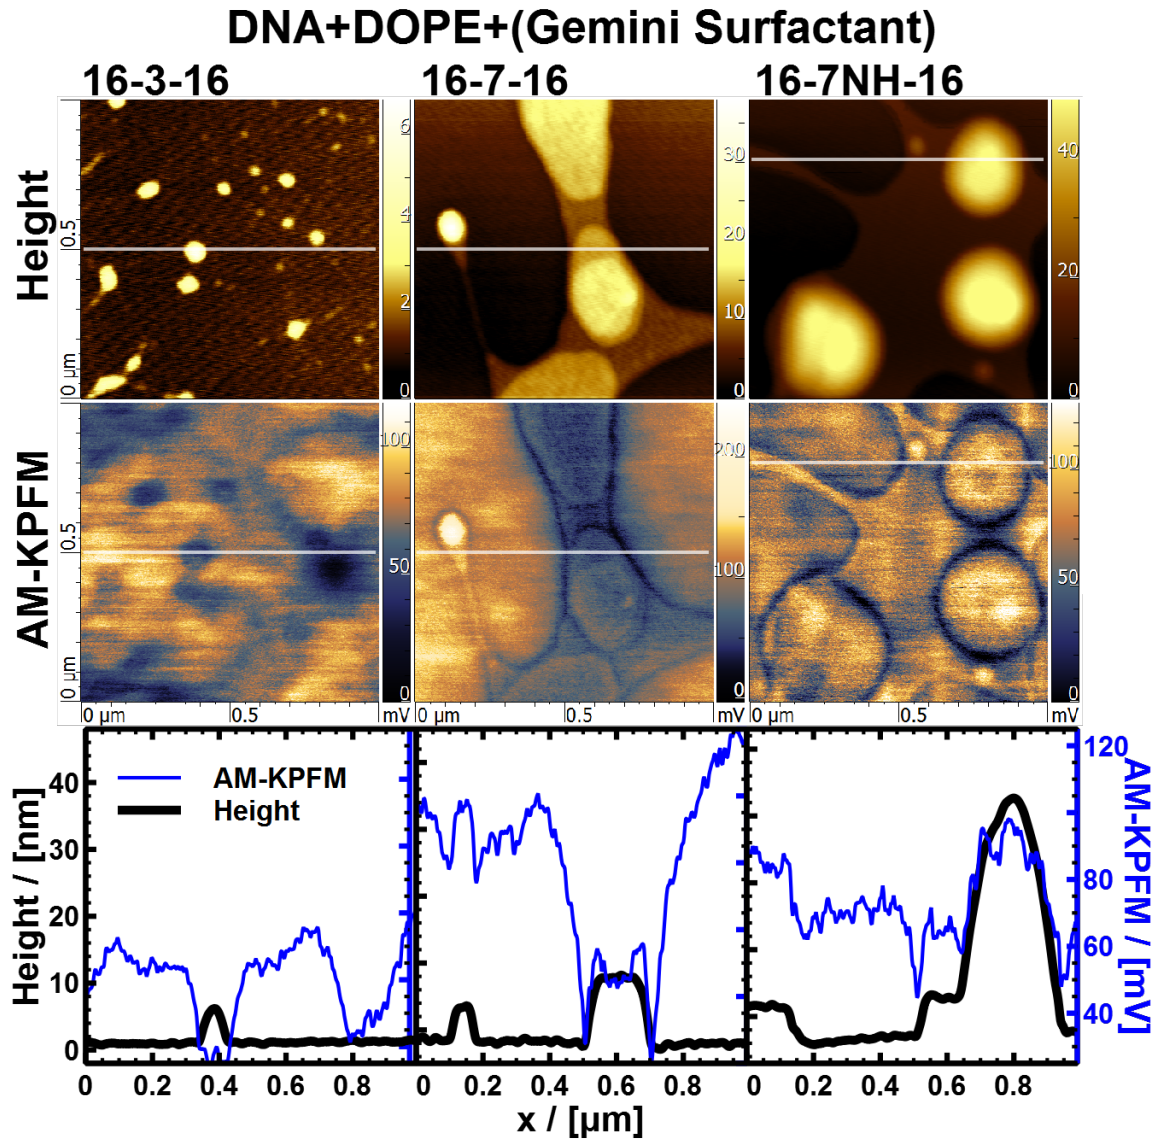 DNA+DOPE+(Gemini Surfactant)
16-3-16 16-7-16 16-7NH-16
Height
0.5
0 µm
6
4
2
0
30
20
10
0
40
20
0
AM-KPFM
0.5
0 µm
100
50
0
200
100
0
100
50
0
0 µm 0.5 mV 0 µm 0.5 mV 0 µm 0.5 mV
AM-KPFM
Height
Height / [nm]
40
30
20
10
0
120
100
80
60
40
AM-KPFM / [mV]
0 0.2 0.4 0.6 0.8 0 0.2 0.4 0.6 0.8 0 0.2 0.4 0.6 0.8
x / [µm]